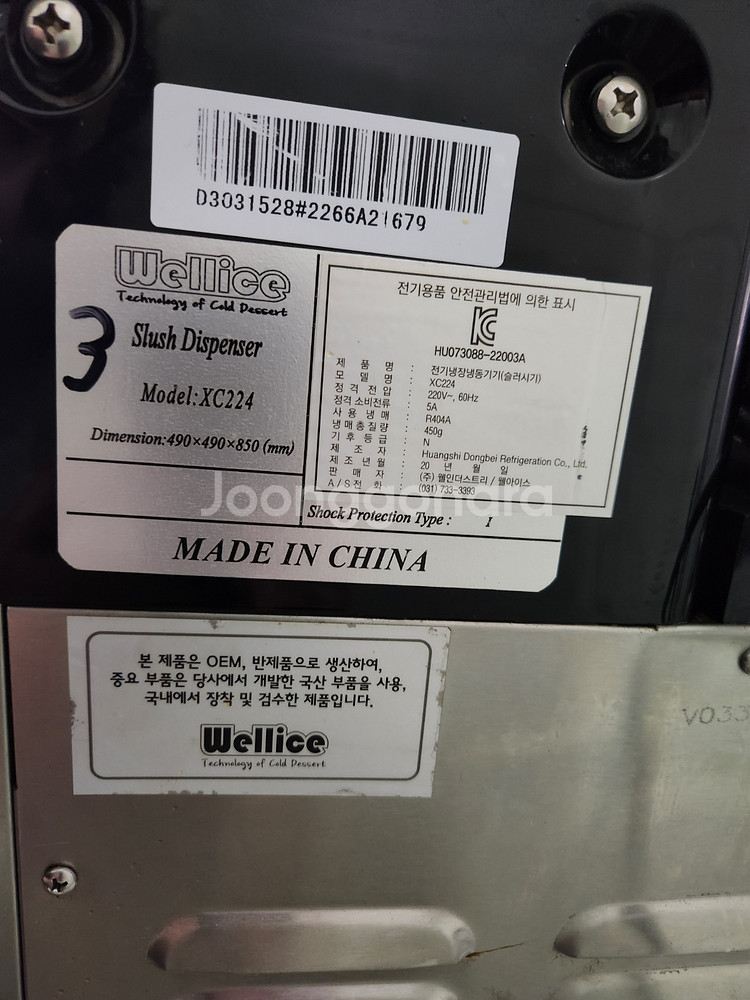 D3031528#2266A21679
Wellice
Technology of Cold Dessert
3
Slush Dispenser
Model:XC224
Dimension:490×490×850 (mm)
전기용품 안전관리법에 의한 표시
KC
HU073088-22003A
제 품 명 : 전기냉장냉동기기(슬러시기)
모 델 명 : XC224
정 격 전 압 : 220V~, 60Hz
정격 소비전류 : 5A
사 용 냉 매 : R404A
냉 매 총 질 량 : 450g
기 후 등 급 : N
제 조 자 : Huangshi Dongbei Refrigeration Co., Ltd.
제 조 년 월 : 20 년 월 일
판 매 자 : (주) 웰인더스트리 / 웰아이스
A / S 전 화 : (031) 733-3393
Joonggonara
Shock Protection Type : I
MADE IN CHINA
본 제품은 OEM, 반제품으로 생산하여,
중요 부품은 당사에서 개발한 국산 부품을 사용,
국내에서 장착 및 검수한 제품입니다.
Wellice
Technology of Cold Dessert
V033